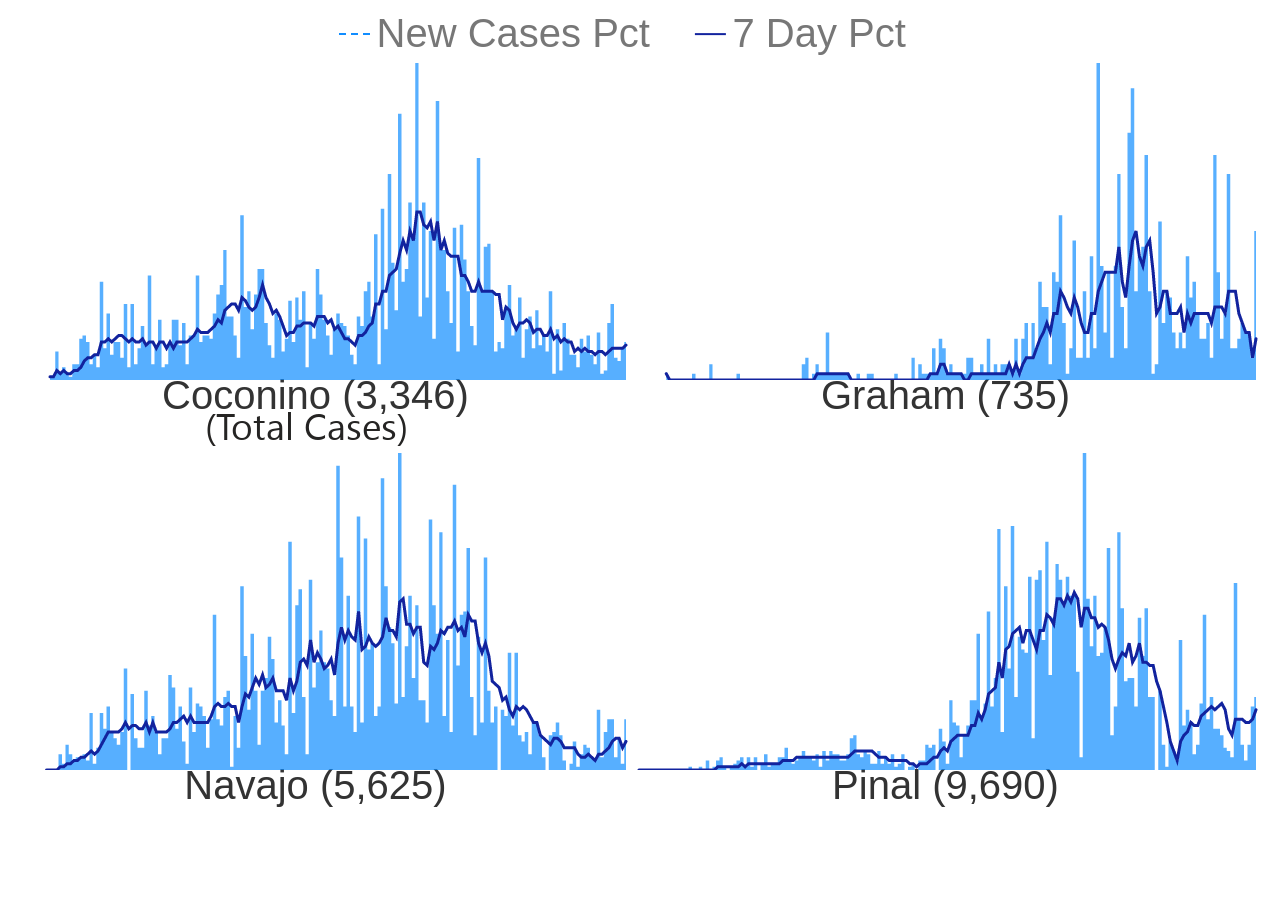 New Cases Pct 7 Day Pct
Coconino (3,346) Graham (735)
(Total Cases)
Navajo (5,625) Pinal (9,690)